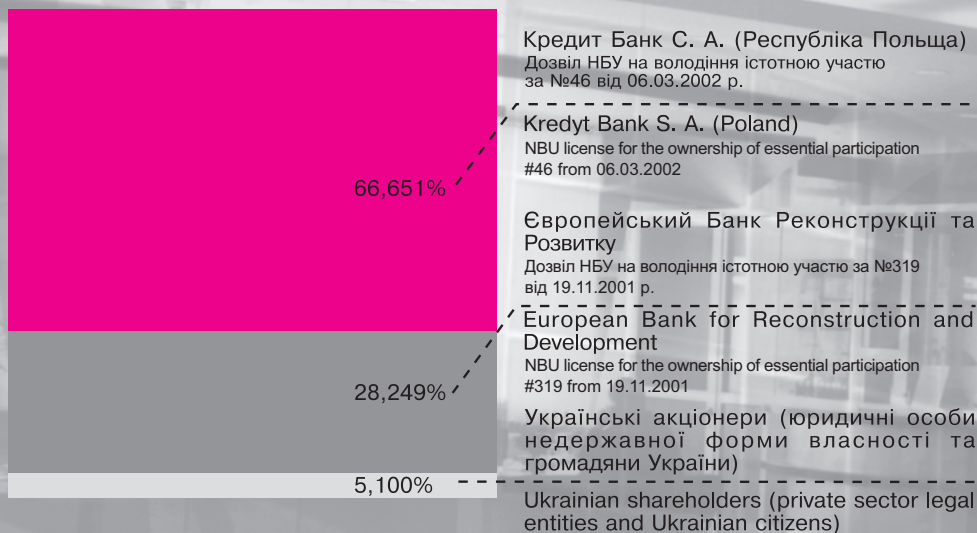 Кредит Банк С. А. (Республіка Польща)
Дозвіл НБУ на володіння істотною участю
за №46 від 06.03.2002 р.
Kredyt Bank S. A. (Poland)
NBU license for the ownership of essential participation
#46 from 06.03.2002
66,651%
Європейський Банк Реконструкції та
Розвитку
Дозвіл НБУ на володіння істотною участю за №319
від 19.11.2001 р.
European Bank for Reconstruction and
Development
NBU license for the ownership of essential participation
#319 from 19.11.2001
28,249%
Українські акціонери (юридичні особи
недержавної форми власності та
громадяни України)
5,100%
Ukrainian shareholders (private sector legal
entities and Ukrainian citizens)